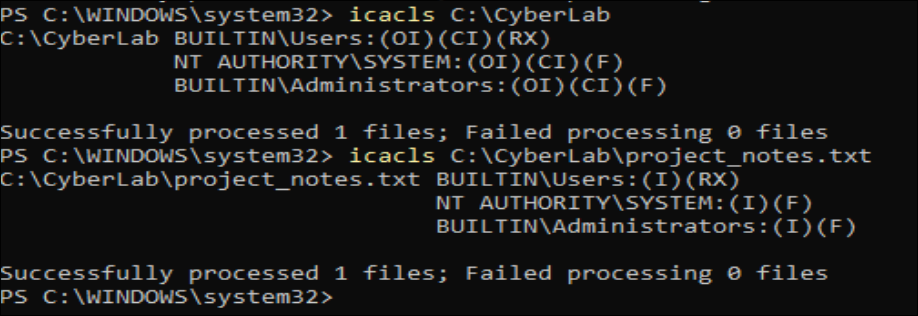 PS C:\WINDOWS\system32> icacls C:\CyberLab
C:\CyberLab BUILTIN\Users:(OI)(CI)(RX)
            NT AUTHORITY\SYSTEM:(OI)(CI)(F)
            BUILTIN\Administrators:(OI)(CI)(F)

Successfully processed 1 files; Failed processing 0 files
PS C:\WINDOWS\system32> icacls C:\CyberLab\project_notes.txt
C:\CyberLab\project_notes.txt BUILTIN\Users:(I)(RX)
                              NT AUTHORITY\SYSTEM:(I)(F)
                              BUILTIN\Administrators:(I)(F)

Successfully processed 1 files; Failed processing 0 files
PS C:\WINDOWS\system32>